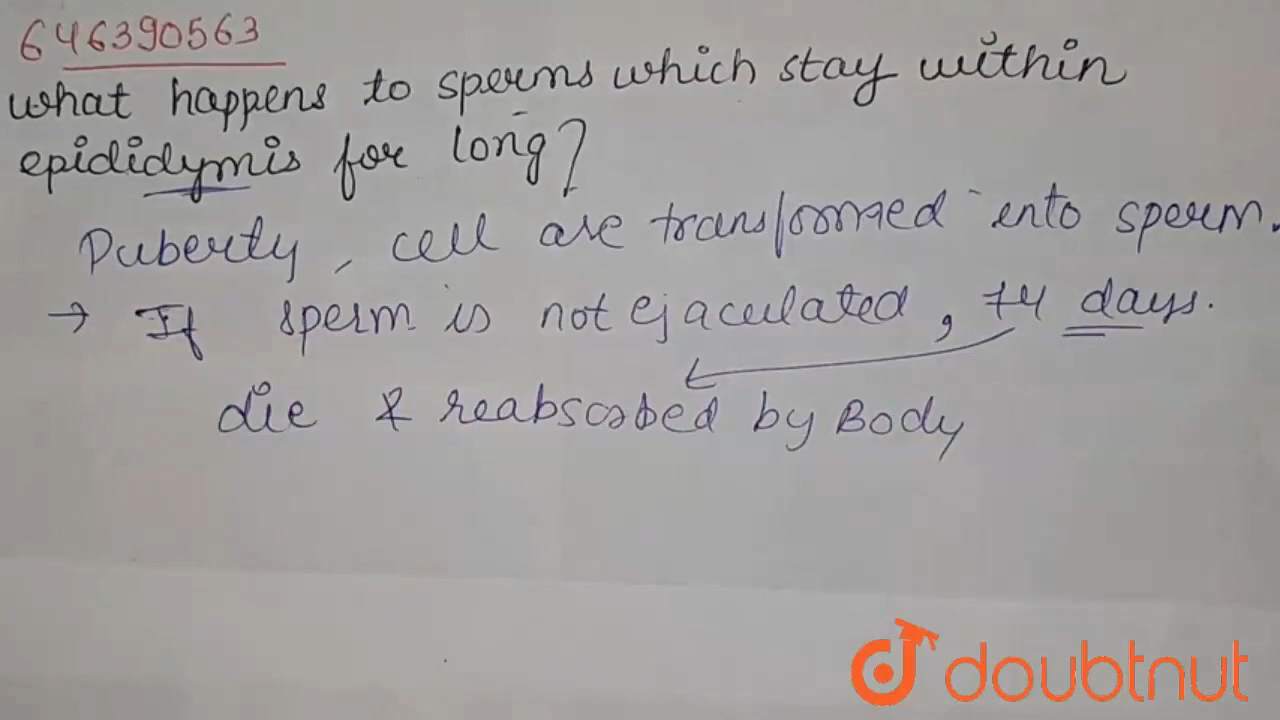 646390563
what happens to sperms which stay within
epididymis for long?
Puberty, cell are transformed into sperm.
→ If sperm is not ejaculated, 74 days.
die & reabsorbed by Body
doubtnut